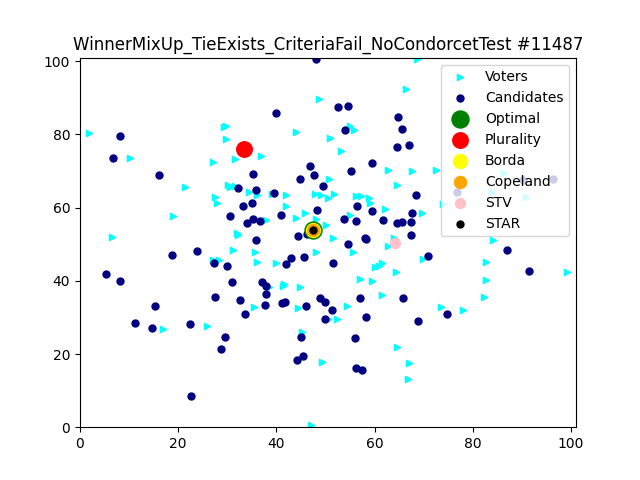 WinnerMixUp_TieExists_CriteriaFail_NoCondorcetTest #11487
100
80
60
40
20
0
0 20 40 60 80 100
Voters
Candidates
Optimal
Plurality
Borda
Copeland
STV
STAR